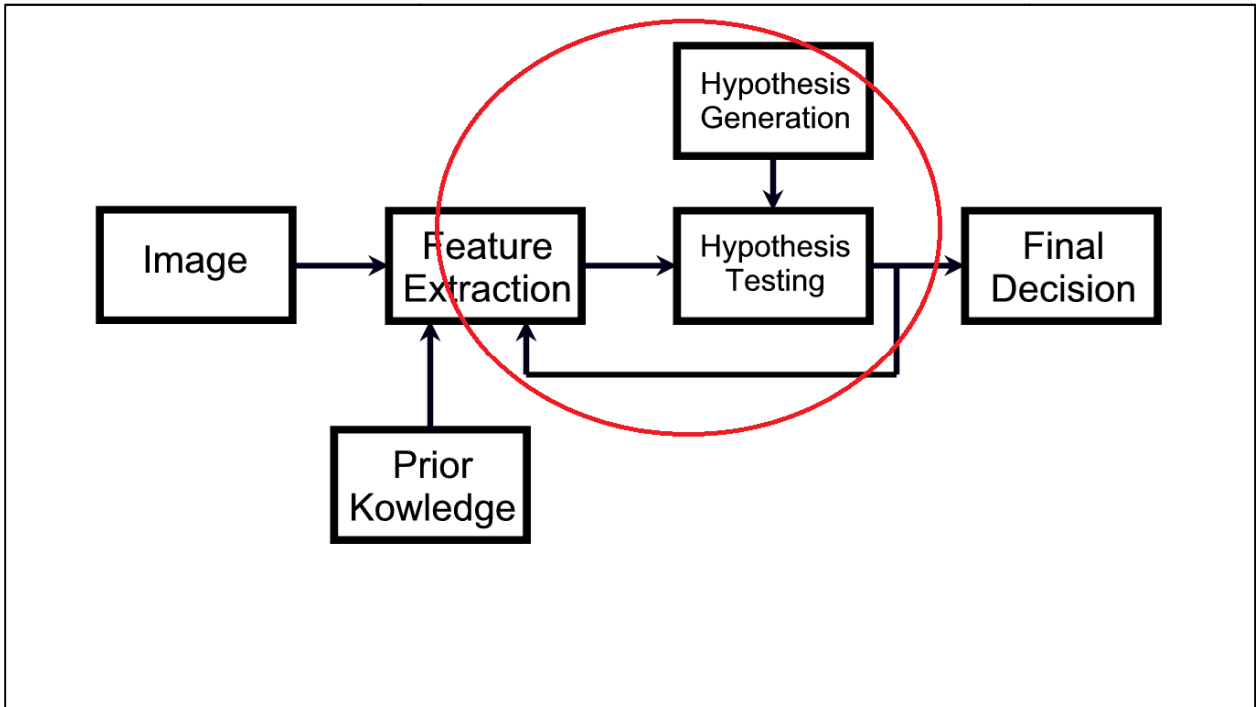 Hypothesis
Generation
Image
Feature
Extraction
Hypothesis
Testing
Final
Decision
Prior
Kowledge